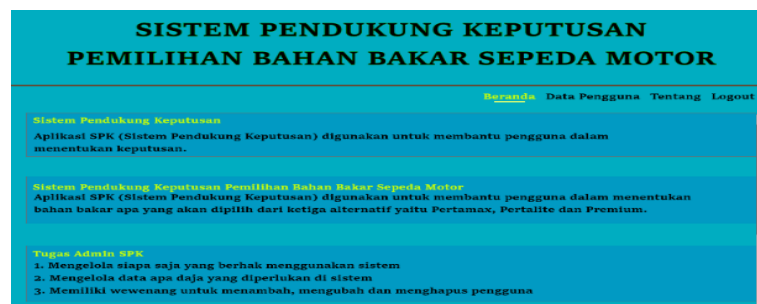 SISTEM PENDUKUNG KEPUTUSAN
PEMILIHAN BAHAN BAKAR SEPEDA MOTOR
Beranda Data Pengguna Tentang Logout
Sistem Pendukung Keputusan
Aplikasi SPK (Sistem Pendukung Keputusan) digunakan untuk membantu pengguna dalam
menentukan keputusan.
Sistem Pendukung Keputusan Pemilihan Bahan Bakar Sepeda Motor
Aplikasi SPK (Sistem Pendukung Keputusan) digunakan untuk membantu pengguna dalam menentukan
bahan bakar apa yang akan dipilih dari ketiga alternatif yaitu Pertamax, Pertalite dan Premium.
Tugas Admin SPK
1. Mengelola siapa saja yang berhak menggunakan sistem
2. Mengelola data apa daja yang diperlukan di sistem
3. Memiliki wewenang untuk menambah, mengubah dan menghapus pengguna